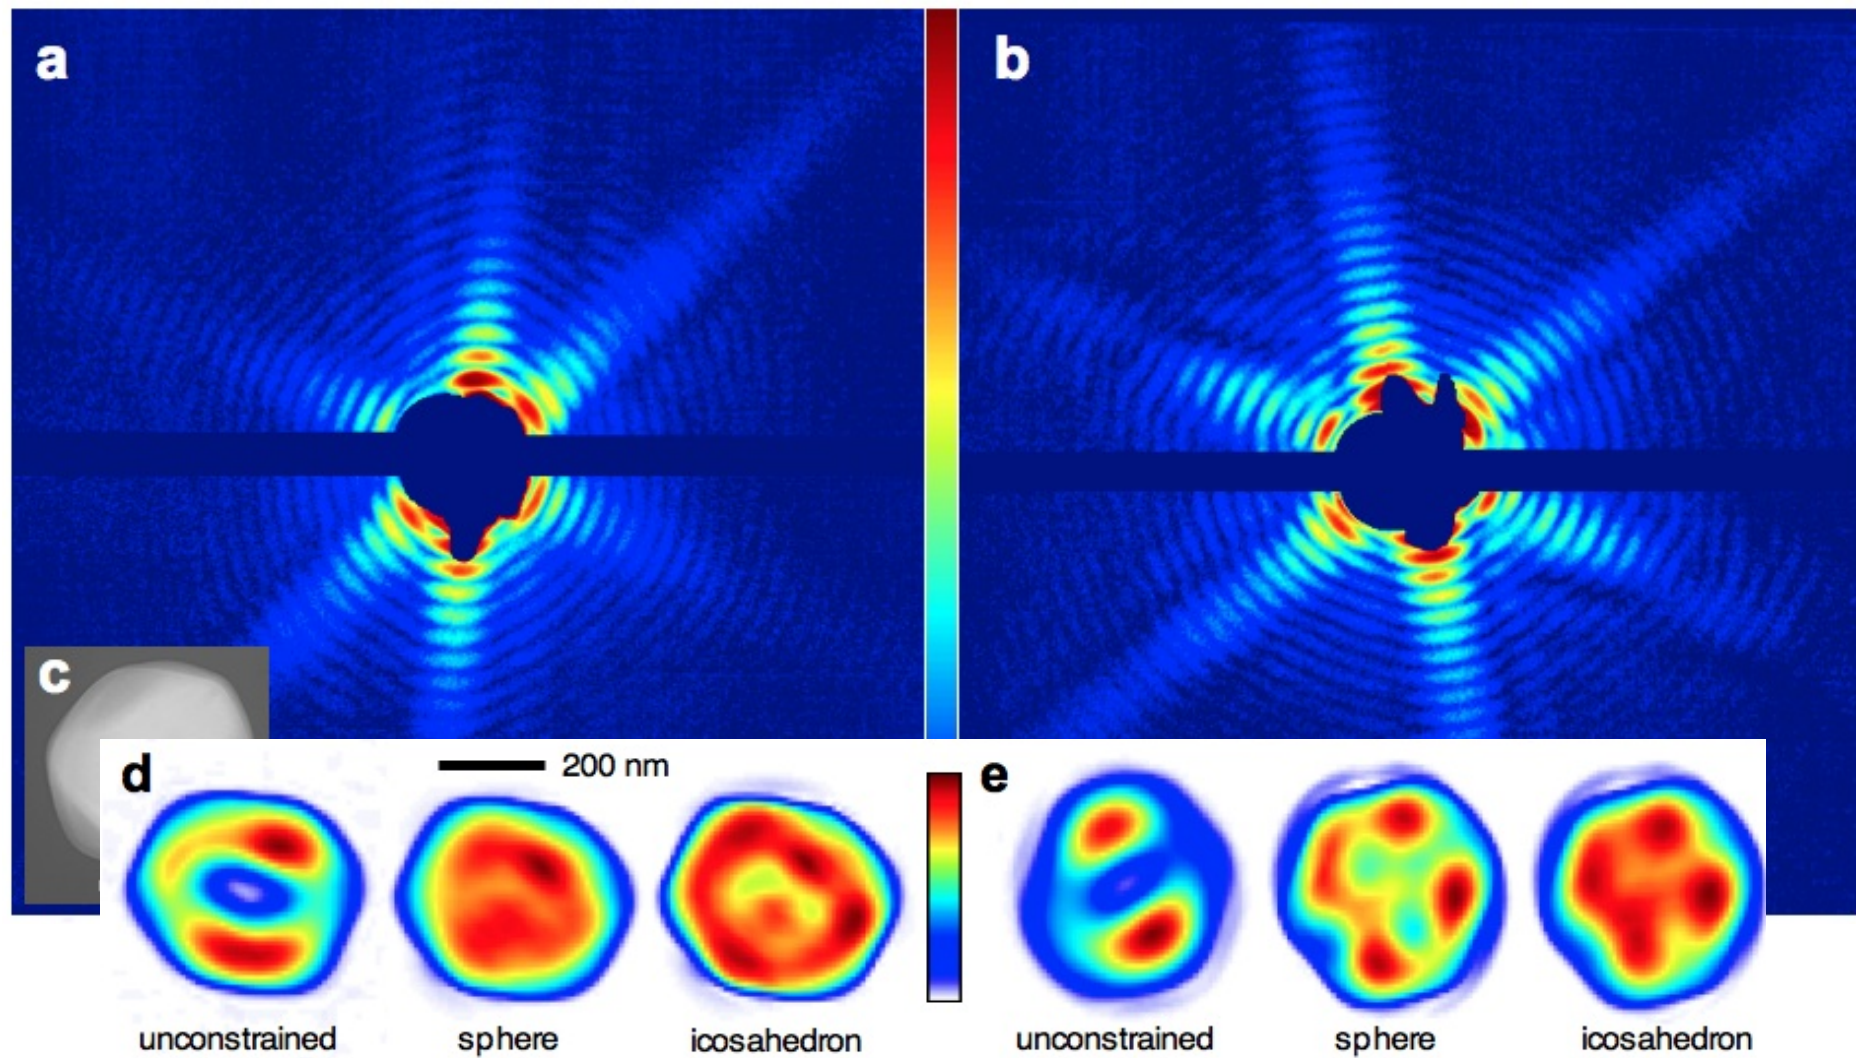 a
b
c
d
200 nm
e
unconstrained
sphere
icosahedron
unconstrained
sphere
icosahedron